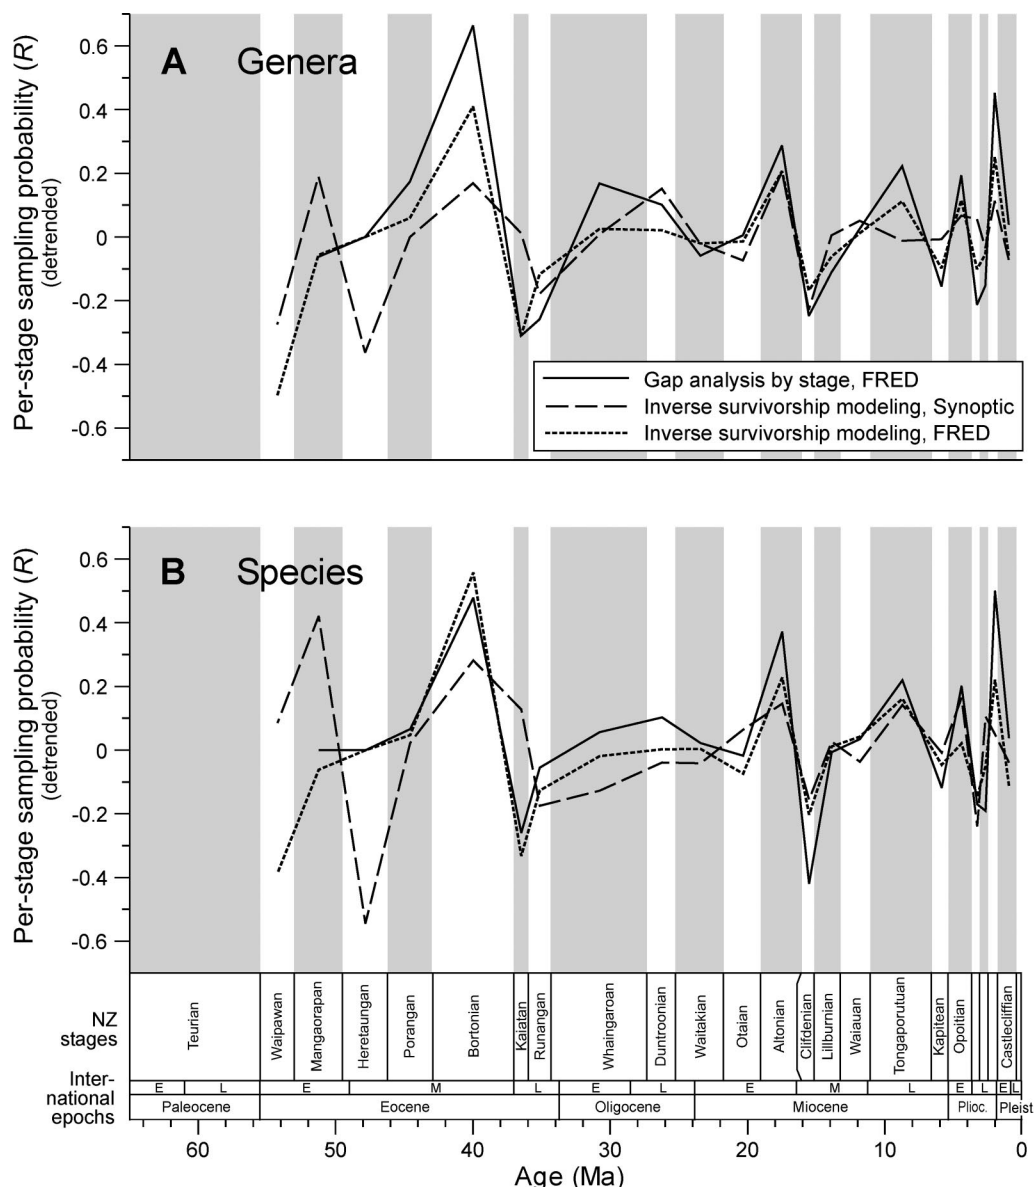 A Genera
Per-stage sampling probability (R)
(detrended)
0.6
0.4
0.2
0
-0.2
-0.4
-0.6
Gap analysis by stage, FRED
Inverse survivorship modeling, Synoptic
Inverse survivorship modeling, FRED
B Species
Per-stage sampling probability (R)
(detrended)
0.6
0.4
0.2
0
-0.2
-0.4
-0.6
NZ
stages
Teurian
Waipawan
Mangaorapan
Heretaungan
Porangan
Bortonian
Kaiatan
Runangan
Whaingaroan
Duntroonian
Waitakian
Otaian
Altonian
Clifdenian
Lillburnian
Waiauan
Tongaporutuan
Kapitean
Opoitian
Castlecliffian
Inter-
national
epochs
E L E M L E L E M L E L E L
Paleocene Eocene Oligocene Miocene Plioc. Pleist
60 50 40 30 20 10 0
Age (Ma)